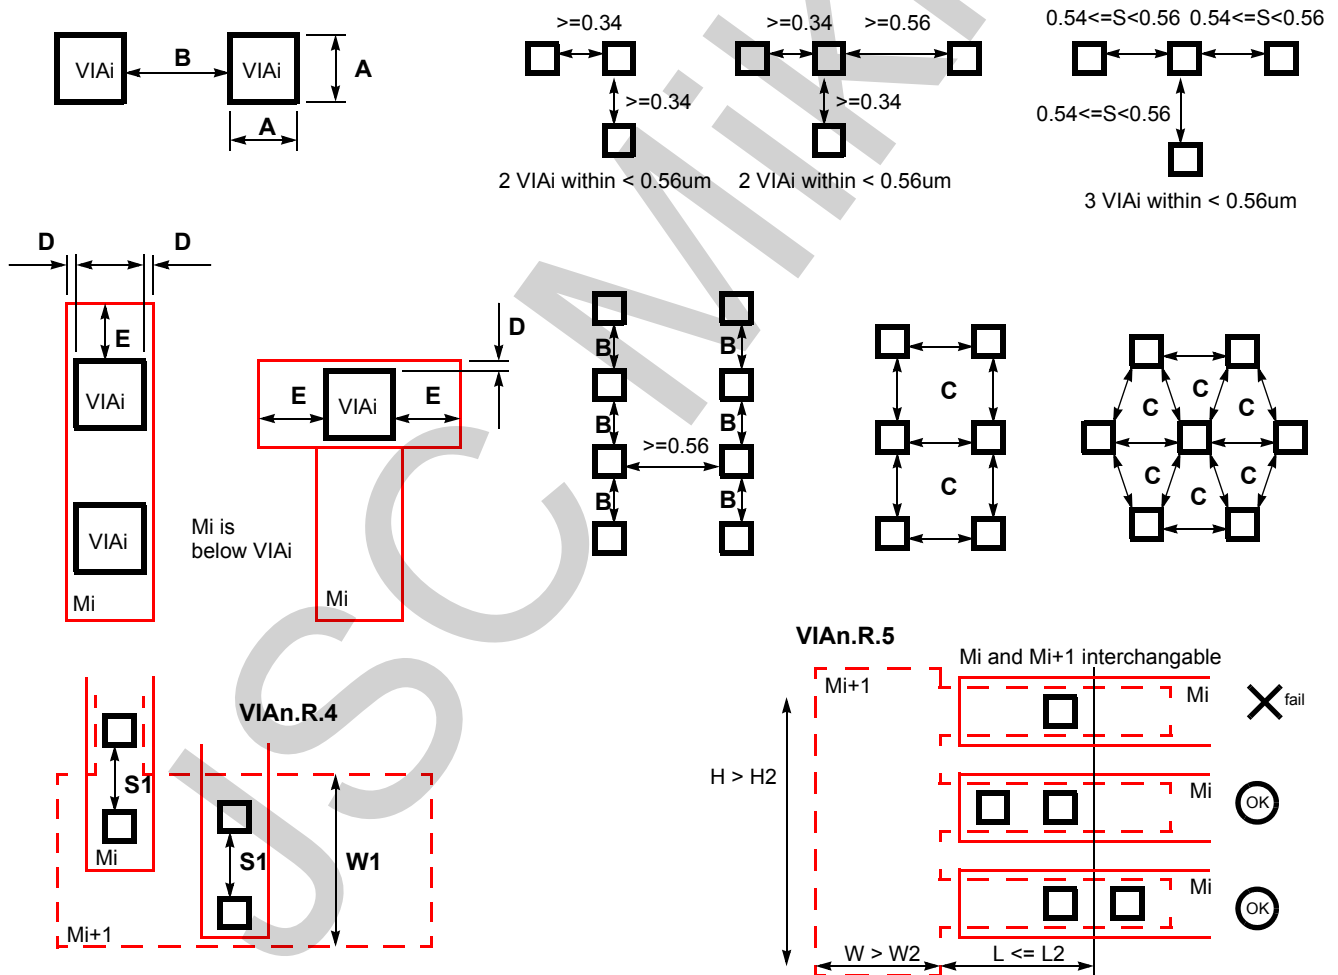 >=0.34
>=0.34
>=0.56
0.54<=S<0.56
0.54<=S<0.56
VIAi
B
VIAi
A
A
>=0.34
>=0.34
0.54<=S<0.56
2 VIAi within < 0.56um
2 VIAi within < 0.56um
3 VIAi within < 0.56um
D
D
E
VIAi
VIAi
Mi
Mi is
below VIAi
D
E
VIAi
E
Mi
B
B
B
B
B
B
>=0.56
C
C
C
C
C
C
C
C
VIAn.R.4
S1
Mi
S1
W1
Mi+1
VIAn.R.5
Mi and Mi+1 interchangable
Mi+1
Mi
fail
H > H2
Mi
OK
Mi
OK
W > W2
L <= L2